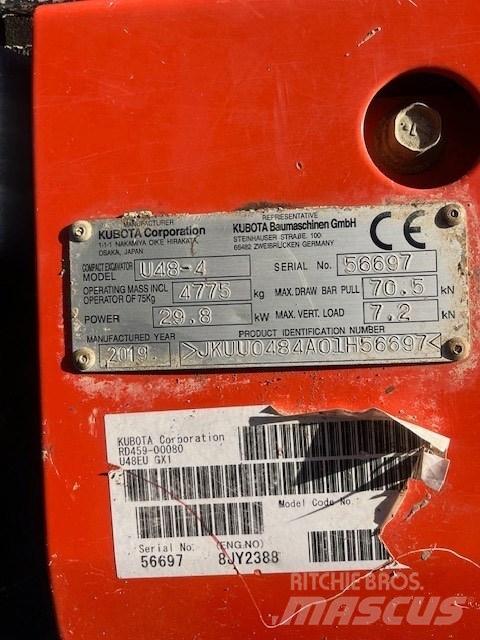 MANUFACTURER
KUBOTA Corporation
1-1-1 NAKAMIYA OIKE HIRAKATA
OSAKA, JAPAN
REPRESENTATIVE
KUBOTA Baumaschinen GmbH
STEINHAUSER STRAßE 100
66482 ZWEIBRÜCKEN GERMANY
CE
COMPACT EXCAVATOR
MODEL U48-4
SERIAL No. 56697
OPERATING MASS INCL
OPERATOR OF 75Kg 4775 kg
MAX. DRAW BAR PULL 70.5 kN
POWER 29.8 kW
MAX. VERT. LOAD 7.2 kN
MANUFACTURED YEAR
2019
PRODUCT IDENTIFICATION NUMBER
>JKUU0484A01H56697<
KUBOTA Corporation
RD459-00080
U48EU GX1
Model Code No.
Serial No. (ENG.NO)
56697 8JY2388
RITCHIE BROS.
MASCUS